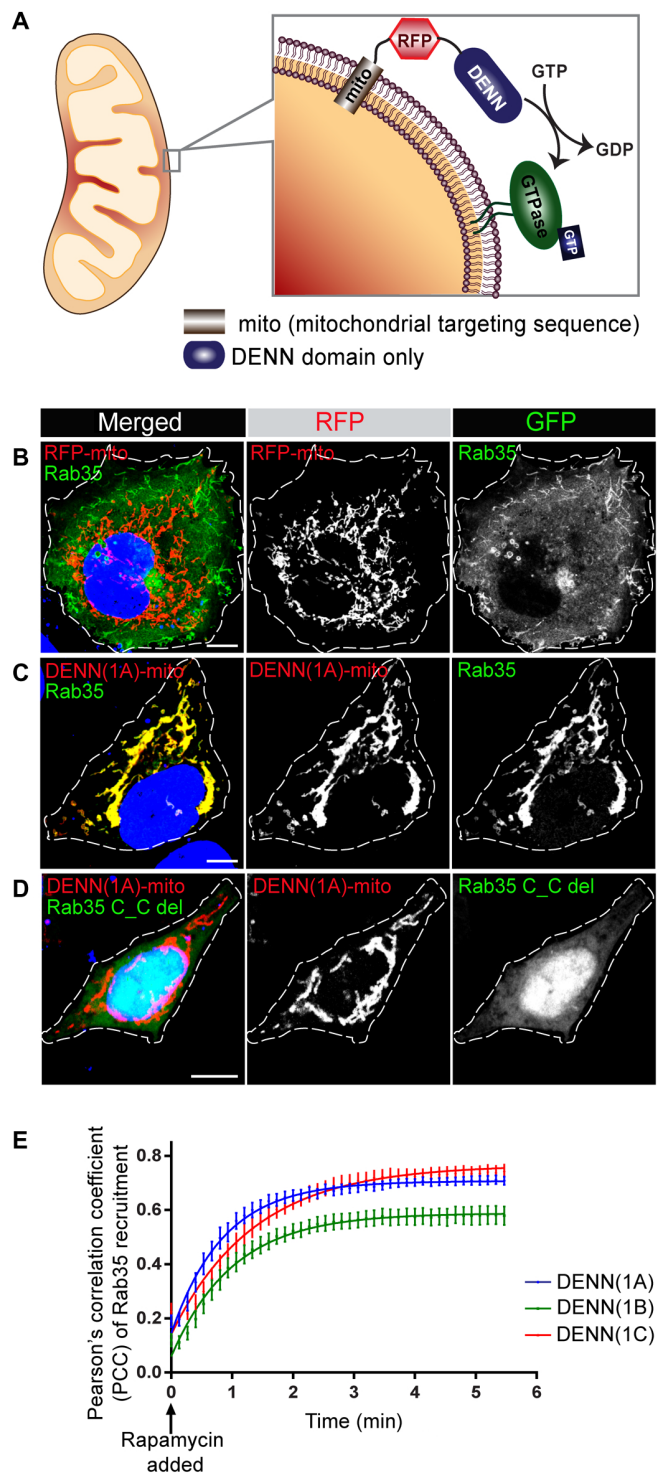 A
mito
RFP
DENN
GTP
GDP
GTPase
GTP
mito (mitochondrial targeting sequence)
DENN domain only
Merged
RFP
GFP
B
RFP-mito
Rab35
RFP-mito
Rab35
C
DENN(1A)-mito
Rab35
DENN(1A)-mito
Rab35
D
DENN(1A)-mito
Rab35 C_C del
DENN(1A)-mito
Rab35 C_C del
E
Pearson's correlation coefficient
(PCC) of Rab35 recruitment
0.8
0.6
0.4
0.2
0.0
0
1
2
3
4
5
6
Time (min)
Rapamycin
added
DENN(1A)
DENN(1B)
DENN(1C)